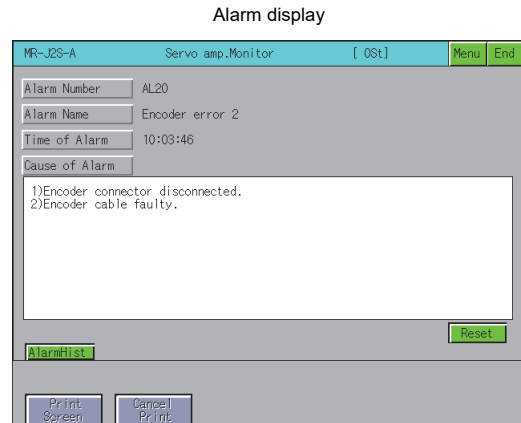 Alarm display
MR-J2S-A Servo amp.Monitor [ 0St] Menu End
Alarm Number AL20
Alarm Name Encoder error 2
Time of Alarm 10:03:46
Cause of Alarm
1)Encoder connector disconnected.
2)Encoder cable faulty.
Reset
AlarmHist
Print Cancel
Screen Print